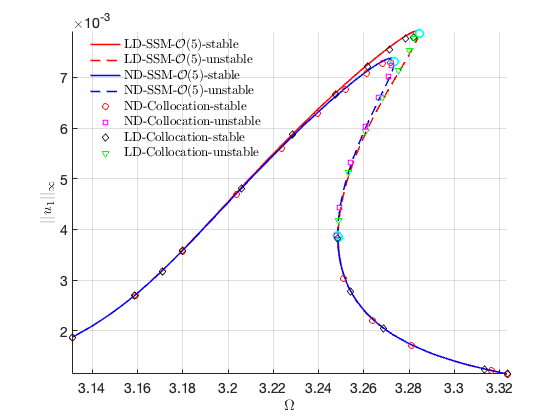 ×10⁻³
LD-SSM-𝒪(5)-stable
LD-SSM-𝒪(5)-unstable
ND-SSM-𝒪(5)-stable
ND-SSM-𝒪(5)-unstable
ND-Collocation-stable
ND-Collocation-unstable
LD-Collocation-stable
LD-Collocation-unstable
7
6
5
4
3
2
||u₁||∞
3.14 3.16 3.18 3.2 3.22 3.24 3.26 3.28 3.3 3.32
Ω